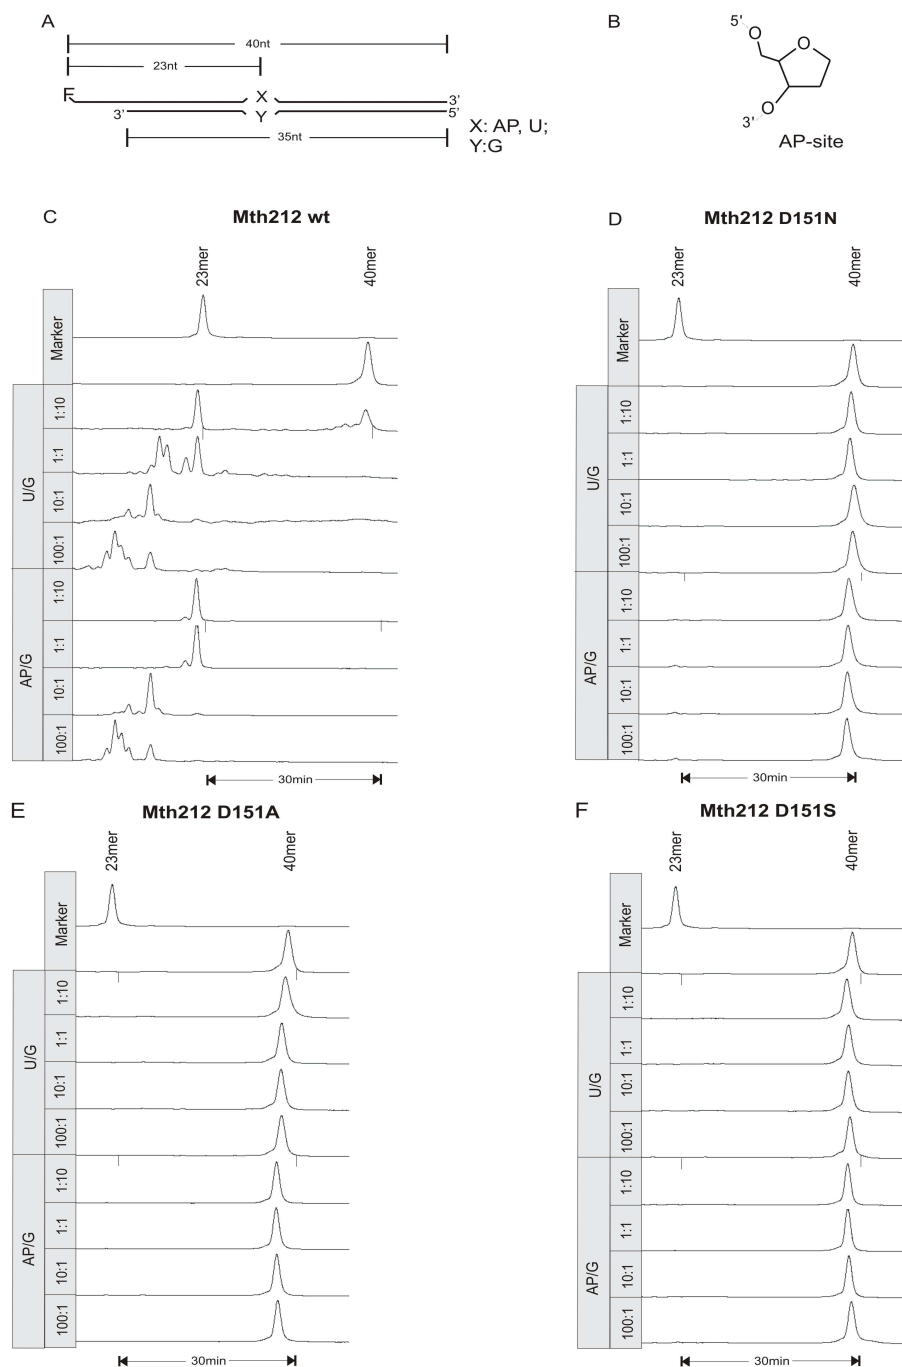 A
40nt
23nt
F
X
3'
3'
Y
5'
35nt
X: AP, U;
Y:G
B
5'
O
O
O
3'
AP-site
C
Mth212 wt
23mer
40mer
Marker
U/G
1:10
1:1
10:1
100:1
AP/G
1:10
1:1
10:1
100:1
30min
D
Mth212 D151N
23mer
40mer
Marker
U/G
1:10
1:1
10:1
100:1
AP/G
1:10
1:1
10:1
100:1
30min
E
Mth212 D151A
23mer
40mer
Marker
U/G
1:10
1:1
10:1
100:1
AP/G
1:10
1:1
10:1
100:1
30min
F
Mth212 D151S
23mer
40mer
Marker
U/G
1:10
1:1
10:1
100:1
AP/G
1:10
1:1
10:1
100:1
30min